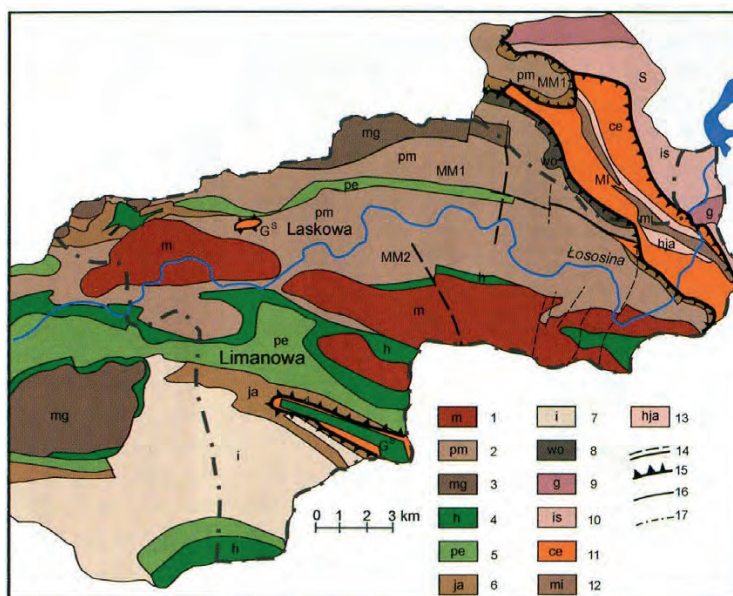 pm
MM1
S
ce
mg
pm
is
MM1
wo
MI
pe
g
mi
pm
hja
G^S
Laskowa
Łososina
m
MM2
h
m
pe
h
Limanowa
ja
mg
G^S
i
h
0 1 2 3 km
m 1 i 7 hja 13
pm 2 wo 8 14
mg 3 g 9 15
h 4 is 10 16
pe 5 ce 11 17
ja 6 mi 12